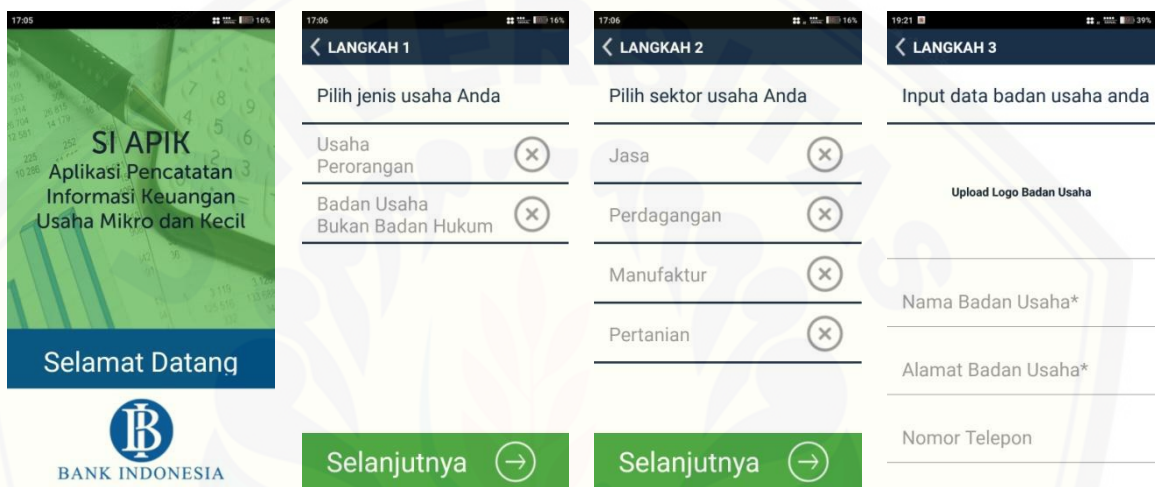 17:05
16%
SI APIK
Aplikasi Pencatatan
Informasi Keuangan
Usaha Mikro dan Kecil
Selamat Datang
BANK INDONESIA
17:06
16%
LANGKAH 1
Pilih jenis usaha Anda
Usaha
Perorangan
Badan Usaha
Bukan Badan Hukum
Selanjutnya
17:06
16%
LANGKAH 2
Pilih sektor usaha Anda
Jasa
Perdagangan
Manufaktur
Pertanian
Selanjutnya
19:21
39%
LANGKAH 3
Input data badan usaha anda
Upload Logo Badan Usaha
Nama Badan Usaha*
Alamat Badan Usaha*
Nomor Telepon